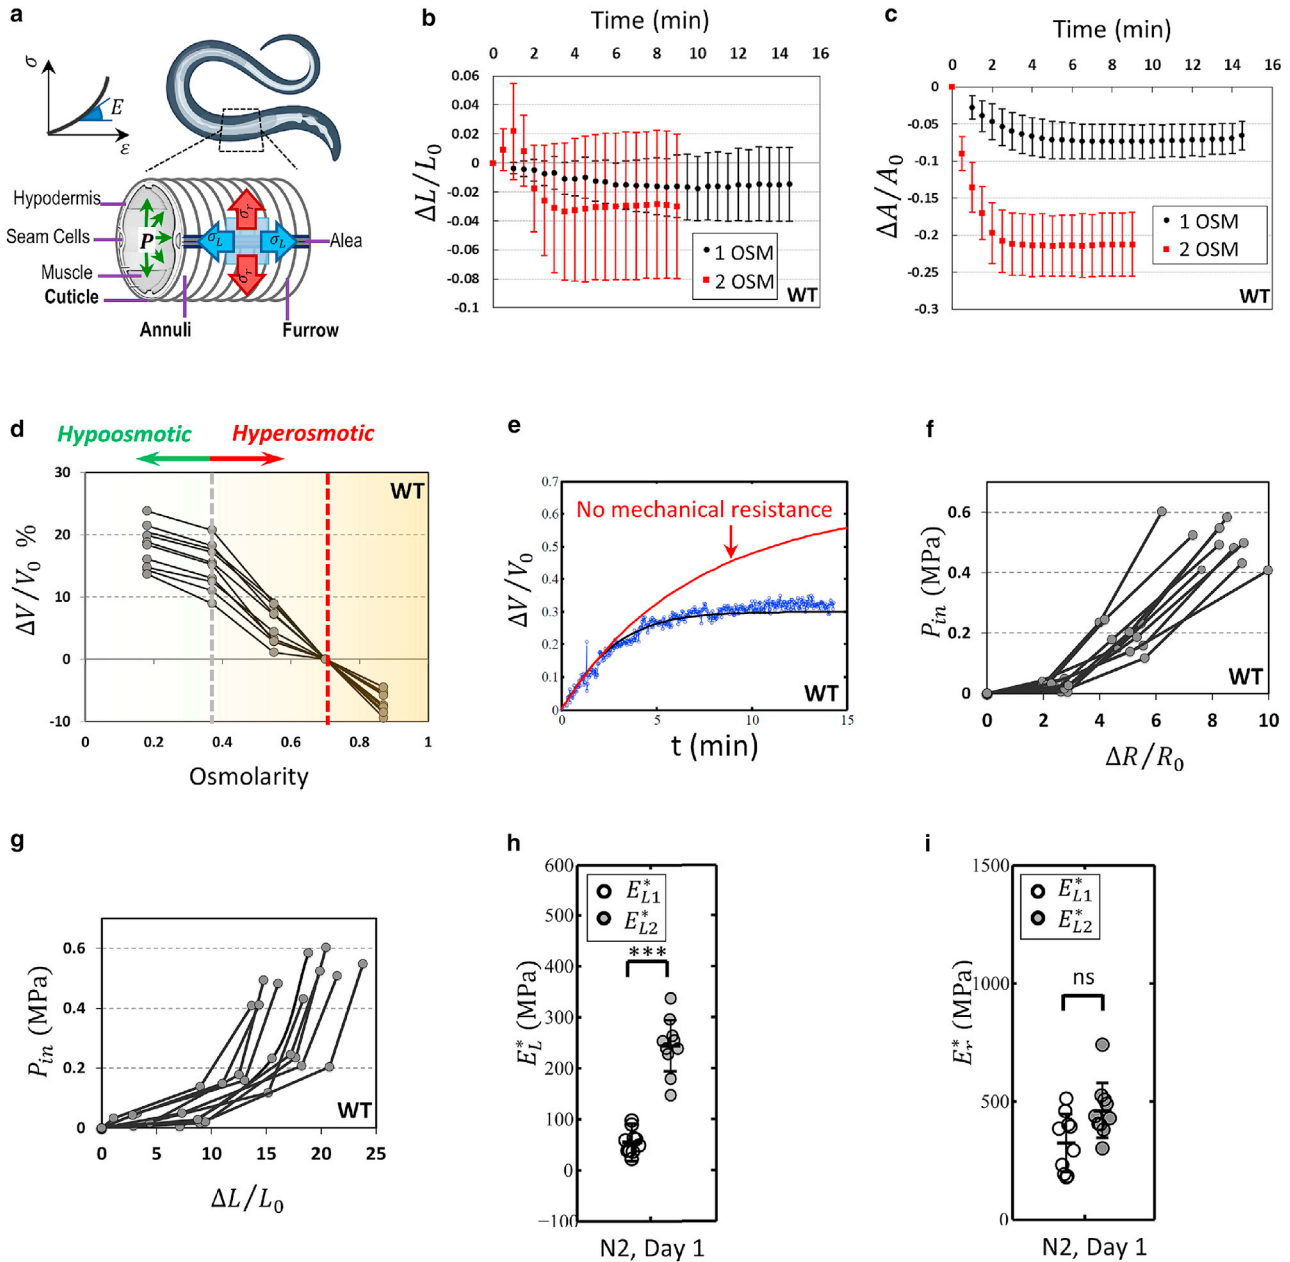 a
σ
E
ε
Hypodermis
Seam Cells
Muscle
Cuticle
P
σr
σL
σL
σr
Alea
Annuli
Furrow
b
Time (min)
0 2 4 6 8 10 12 14 16
0.06
0.04
0.02
0
-0.02
-0.04
-0.06
-0.08
-0.1
ΔL/L0
1 OSM
2 OSM
WT
c
Time (min)
0 2 4 6 8 10 12 14 16
0
-0.05
-0.1
-0.15
-0.2
-0.25
-0.3
ΔA/A0
1 OSM
2 OSM
WT
d
Hypoosmotic Hyperosmotic
30
20
10
0
-10
ΔV/V0 %
WT
0 0.2 0.4 0.6 0.8 1
Osmolarity
e
0.7
0.6
0.5
0.4
0.3
0.2
0.1
0
ΔV/V0
No mechanical resistance
WT
0 5 10 15
t (min)
f
0.6
0.4
0.2
0
Pin (MPa)
WT
0 2 4 6 8 10
ΔR/R0
g
0.6
0.4
0.2
0
Pin (MPa)
WT
0 5 10 15 20 25
ΔL/L0
h
600
500
400
300
200
100
0
−100
E*L (MPa)
E*L1
E*L2
***
N2, Day 1
i
1500
1000
500
0
E*r (MPa)
E*L1
E*L2
ns
N2, Day 1